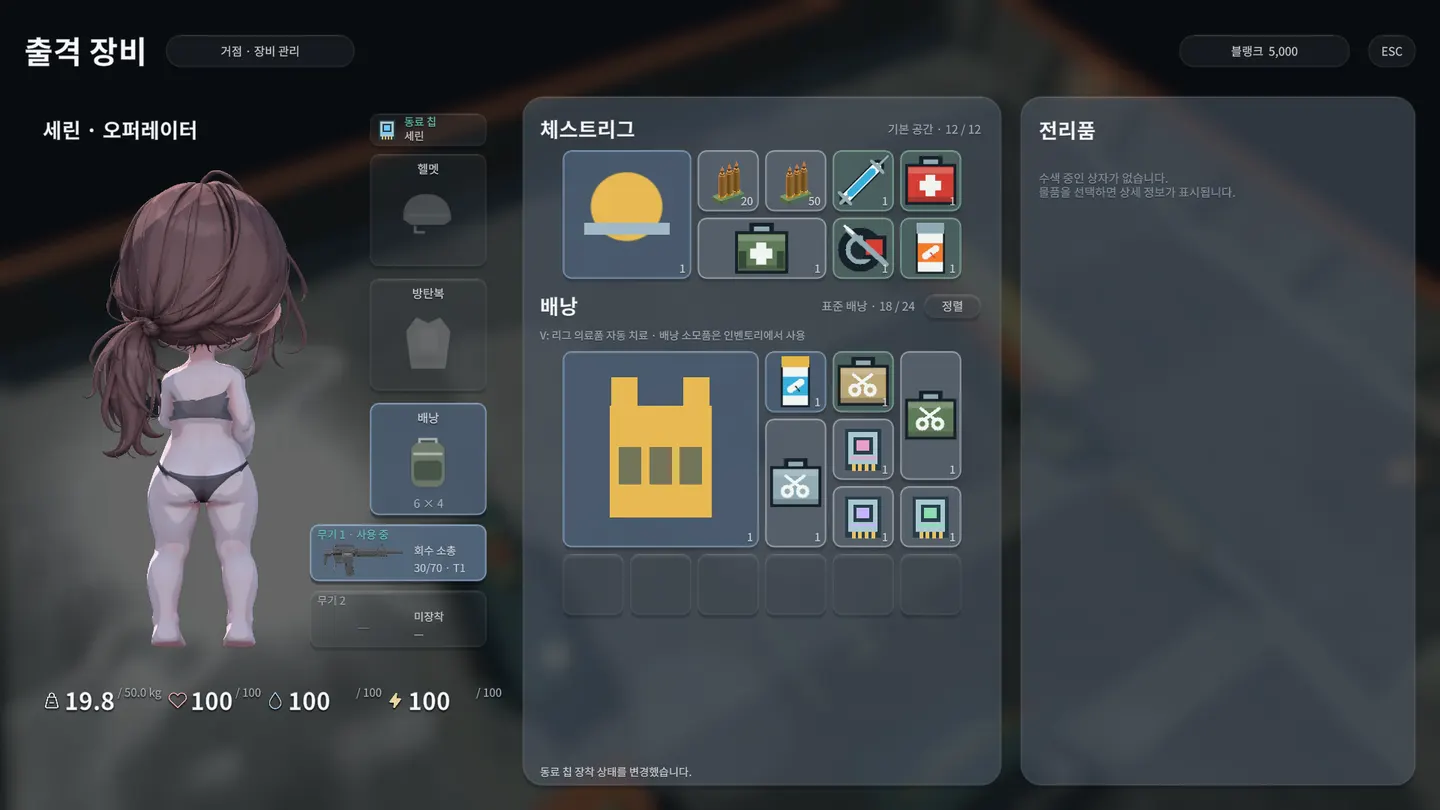 출격 장비
거점 · 장비 관리
블랭크 5,000
ESC
세린 · 오퍼레이터
동료 칩
세린
헬멧
방탄복
배낭
6 × 4
무기 1 · 사용 중
회수 소총
30/70 · T1
무기 2
미장착
—
—
19.8 / 50.0 kg
100 / 100
100 / 100
100 / 100
체스트리그
기본 공간 · 12 / 12
1
20
50
1
1
1
1
1
배낭
표준 배낭 · 18 / 24
정렬
V: 리그 의료품 자동 치료 · 배낭 소모품은 인벤토리에서 사용
1
1
1
1
1
1
1
1
동료 칩 장착 상태를 변경했습니다.
전리품
수색 중인 상자가 없습니다.
물품을 선택하면 상세 정보가 표시됩니다.